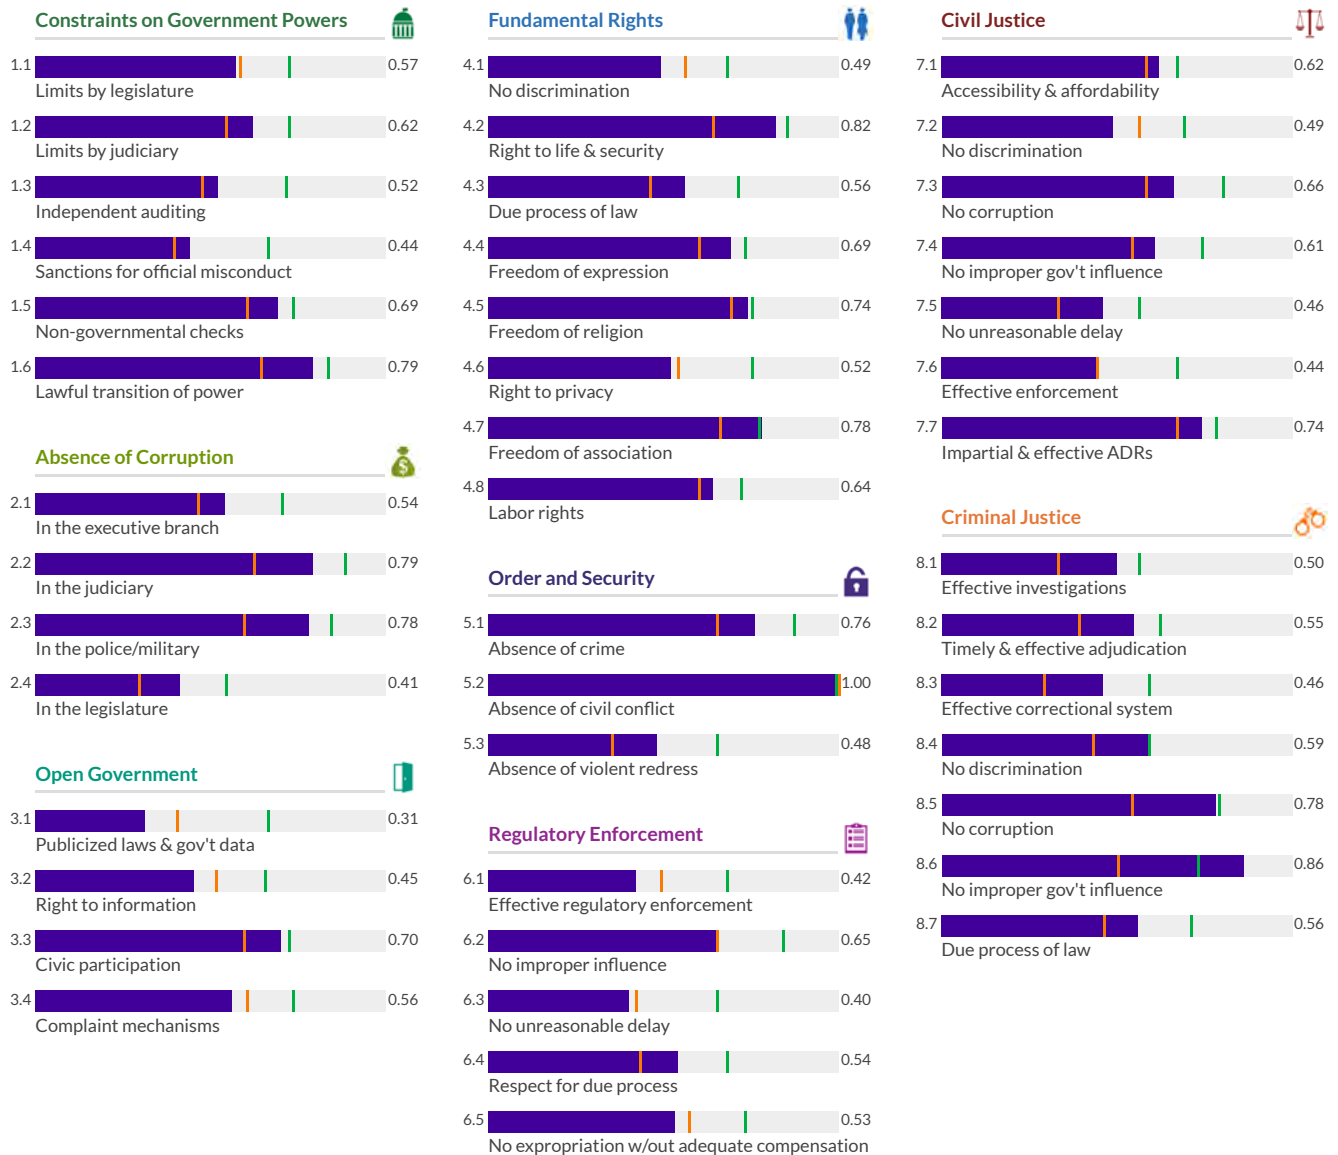 Constraints on Government Powers
1.1 0.57
Limits by legislature
1.2 0.62
Limits by judiciary
1.3 0.52
Independent auditing
1.4 0.44
Sanctions for official misconduct
1.5 0.69
Non-governmental checks
1.6 0.79
Lawful transition of power
Absence of Corruption
2.1 0.54
In the executive branch
2.2 0.79
In the judiciary
2.3 0.78
In the police/military
2.4 0.41
In the legislature
Open Government
3.1 0.31
Publicized laws & gov't data
3.2 0.45
Right to information
3.3 0.70
Civic participation
3.4 0.56
Complaint mechanisms
Fundamental Rights
4.1 0.49
No discrimination
4.2 0.82
Right to life & security
4.3 0.56
Due process of law
4.4 0.69
Freedom of expression
4.5 0.74
Freedom of religion
4.6 0.52
Right to privacy
4.7 0.78
Freedom of association
4.8 0.64
Labor rights
Order and Security
5.1 0.76
Absence of crime
5.2 1.00
Absence of civil conflict
5.3 0.48
Absence of violent redress
Regulatory Enforcement
6.1 0.42
Effective regulatory enforcement
6.2 0.65
No improper influence
6.3 0.40
No unreasonable delay
6.4 0.54
Respect for due process
6.5 0.53
No expropriation w/out adequate compensation
Civil Justice
7.1 0.62
Accessibility & affordability
7.2 0.49
No discrimination
7.3 0.66
No corruption
7.4 0.61
No improper gov't influence
7.5 0.46
No unreasonable delay
7.6 0.44
Effective enforcement
7.7 0.74
Impartial & effective ADRs
Criminal Justice
8.1 0.50
Effective investigations
8.2 0.55
Timely & effective adjudication
8.3 0.46
Effective correctional system
8.4 0.59
No discrimination
8.5 0.78
No corruption
8.6 0.86
No improper gov't influence
8.7 0.56
Due process of law